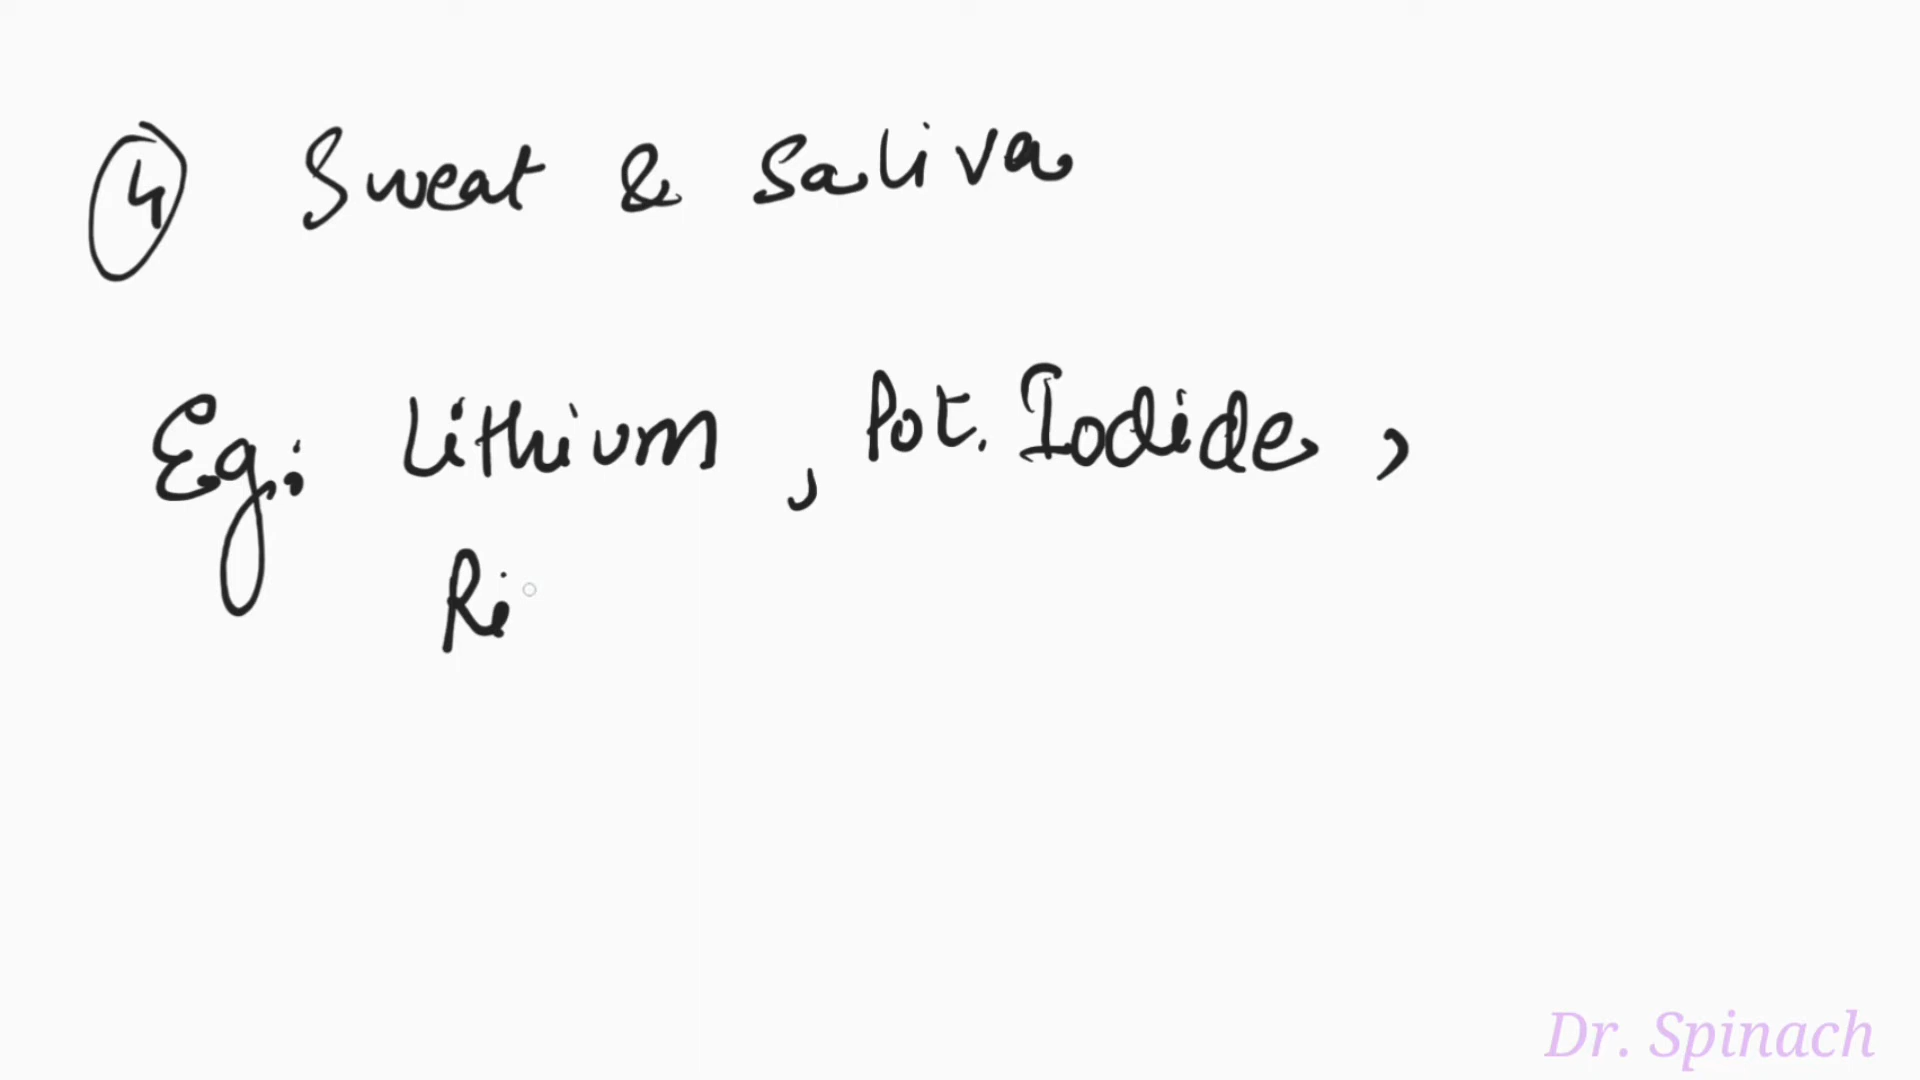 4 Sweat & Saliva
Eg: Lithium, Pot. Iodide,
Ri
Dr. Spinach